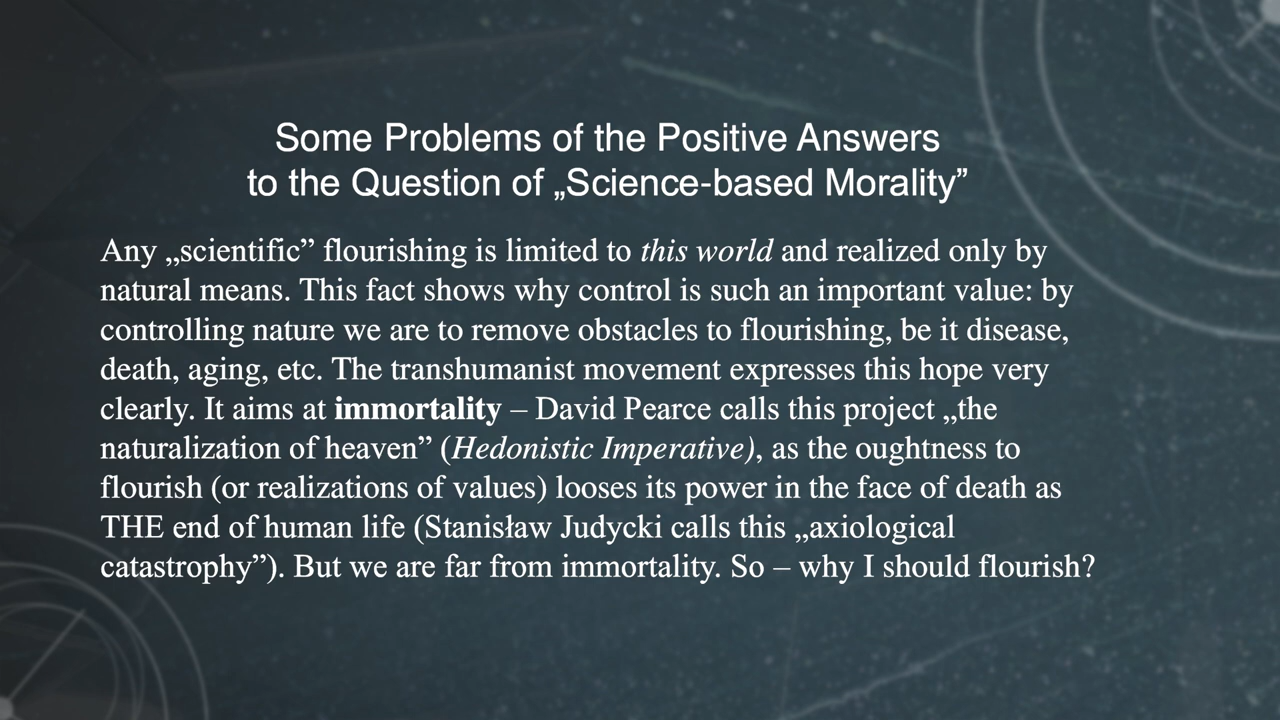 Some Problems of the Positive Answers
to the Question of „Science-based Morality”
Any „scientific” flourishing is limited to this world and realized only by
natural means. This fact shows why control is such an important value: by
controlling nature we are to remove obstacles to flourishing, be it disease,
death, aging, etc. The transhumanist movement expresses this hope very
clearly. It aims at immortality – David Pearce calls this project „the
naturalization of heaven” (Hedonistic Imperative), as the oughtness to
flourish (or realizations of values) looses its power in the face of death as
THE end of human life (Stanisław Judycki calls this „axiological
catastrophy”). But we are far from immortality. So – why I should flourish?